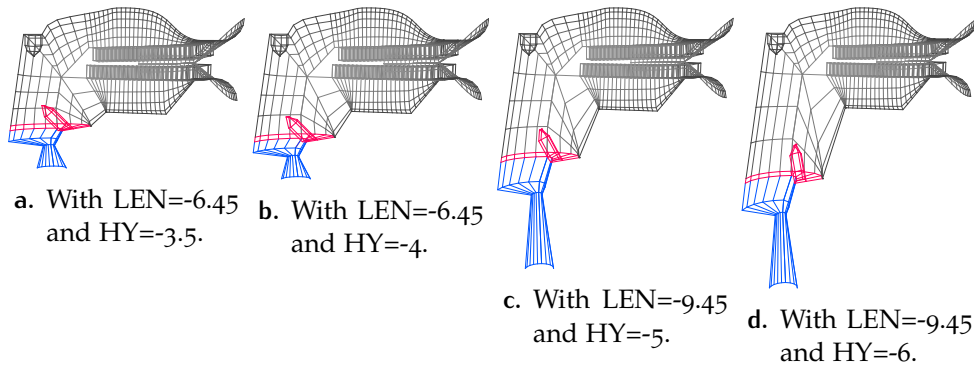 a. With LEN=-6.45
and HY=-3.5.
b. With LEN=-6.45
and HY=-4.
c. With LEN=-9.45
and HY=-5.
d. With LEN=-9.45
and HY=-6.